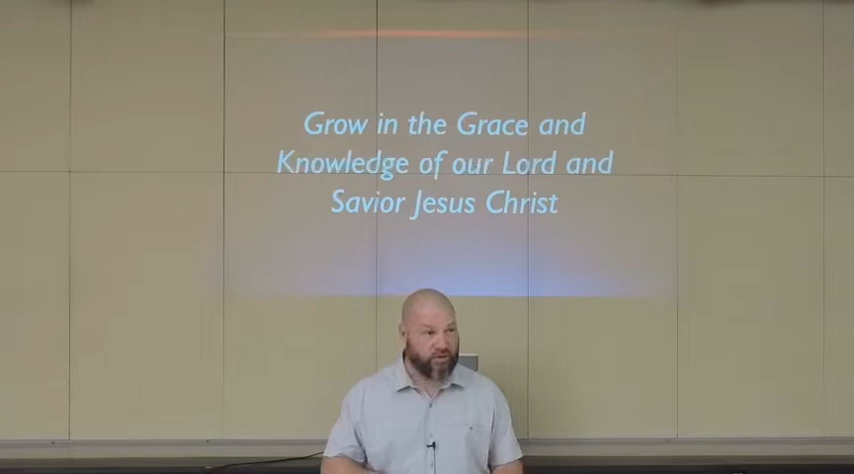 Grow in the Grace and
Knowledge of our Lord and
Savior Jesus Christ